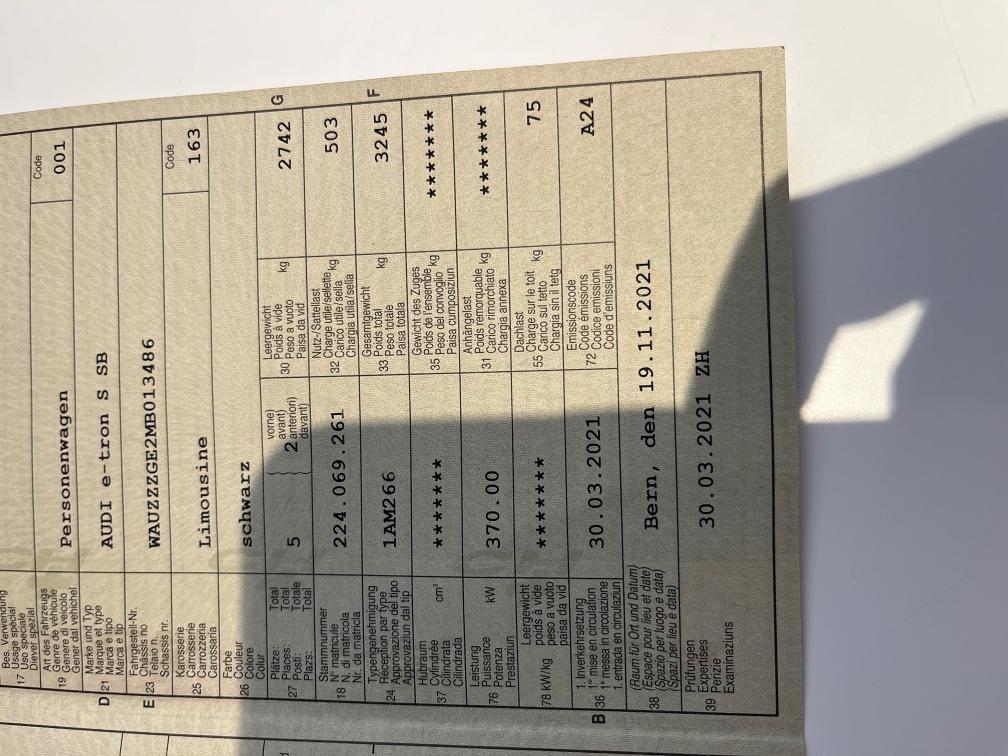 Bes. Verwendung
17 Usage spécial
Uso speciale
Diever spezial
Art des Fahrzeugs
Genre de véhicule
19 Genere di veicolo
Gener dal vehichel
Personenwagen
Code
001
Marke und Typ
Marque et type
D 21 Marca e tipo
Marca e tip
AUDI e-tron S SB
Fahrgestell-Nr.
Châssis no
E 23 Telaio n.
Schassis nr.
WAUZZZGE2MB013486
Karosserie
Carrosserie
25 Carrozzeria
Carossaria
Limousine
Code
163
Farbe
Couleur
26 Colore
Colur
schwarz
Plätze: Total
Places: Total
27 Posti: Totale
Plazs: Total
5
vorne)
avant)
2 anteriori)
davant)
Leergewicht
Poids à vide
30 Peso a vuoto kg
Paisa da vid
2742 G
Stammnummer
N° matricule
18 N. di matricola
Nr. da matricla
224.069.261
Nutz-/Sattellast
Charge utile/sellette
32 Carico utile/sella kg
Chargia utila/sella
503
Typengenehmigung
Réception par type
24 Approvazione del tipo
Approvaziun dal tip
1AM266
Gesamtgewicht
Poids total
33 Peso totale kg
Paisa totala
3245 F
Hubraum
Cylindrée
37 Cilindrata cm³
Cilindrada
*******
Gewicht des Zuges
Poids de l'ensemble
35 Peso del convoglio kg
Paisa cumposiziun
*******
Leistung
Puissance
76 Potenza kW
Prestaziun
370.00
Anhängelast
Poids remorquable
31 Carico rimorchiato kg
Chargia annexa
*******
Leergewicht
poids à vide
78 kW/kg peso a vuoto
paisa da vid
*******
Dachlast
Charge sur le toit
55 Carico sul tetto kg
Chargia sin il tetg
75
1. Inverkehrsetzung
1re mise en circulation
B 36 1a messa in circolazione
1. entrada en circulaziun
30.03.2021
Emissionscode
Code émissions
72 Codice emissioni
Code d'emissiuns
A24
(Raum für Ort und Datum)
(Espace pour lieu et date)
38 (Spazio per luogo e data)
(Spazi per lieu e data)
Bern, den 19.11.2021
Prüfungen
Expertises
39 Perizie
Examinaziuns
30.03.2021 ZH